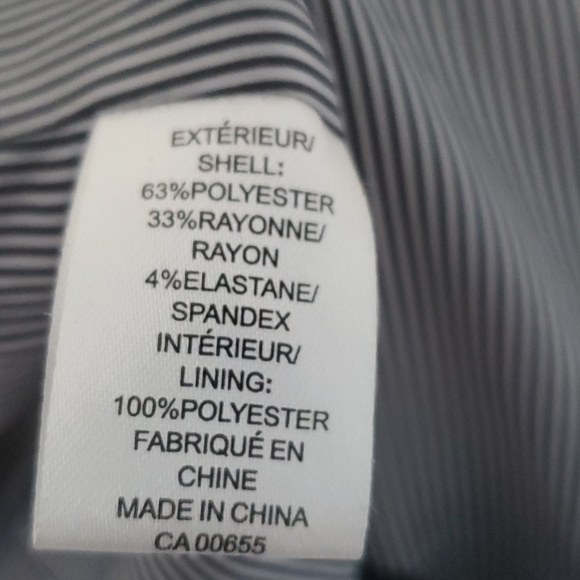 EXTÉRIEUR/
SHELL:
63%POLYESTER
33%RAYONNE/
RAYON
4%ELASTANE/
SPANDEX
INTÉRIEUR/
LINING:
100%POLYESTER
FABRIQUÉ EN
CHINE
MADE IN CHINA
CA 00655